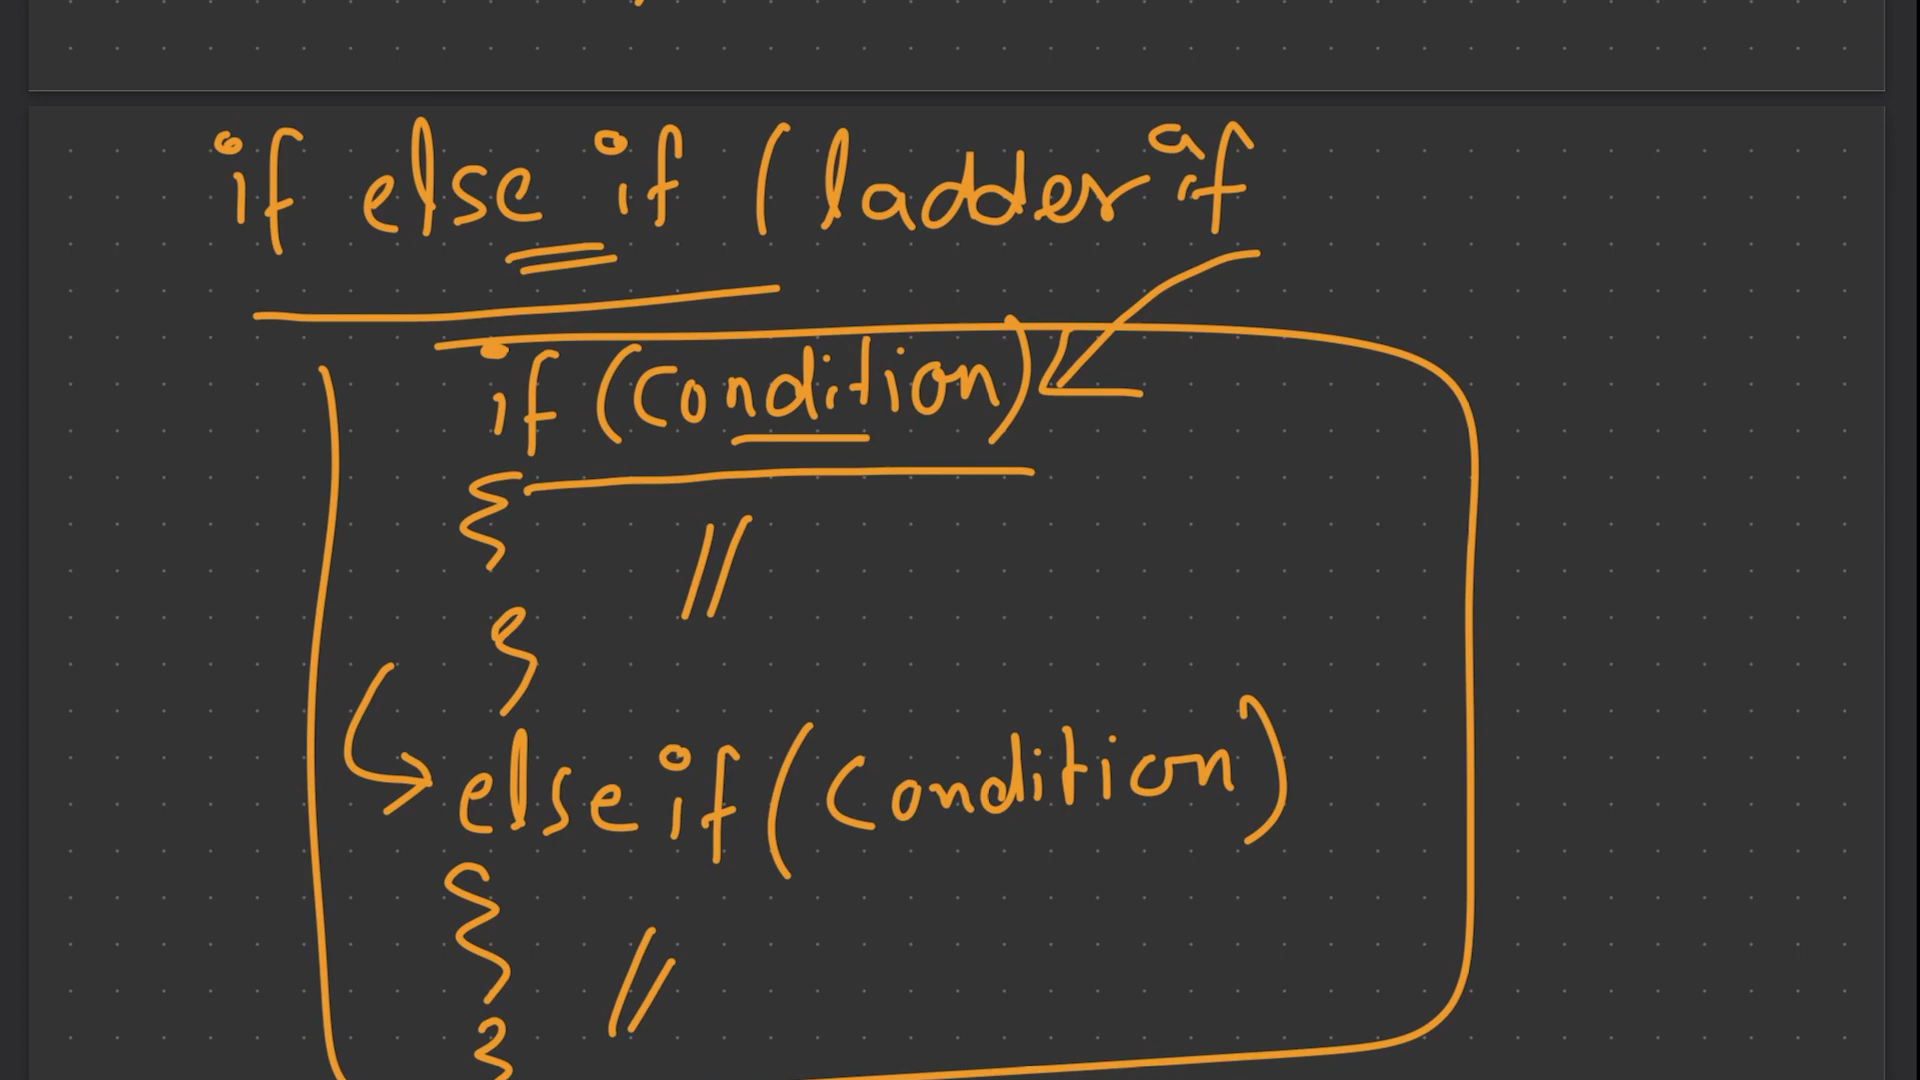 if else if (ladder if
if (Condition)
{
//
}
else if (Condition)
{
//
}